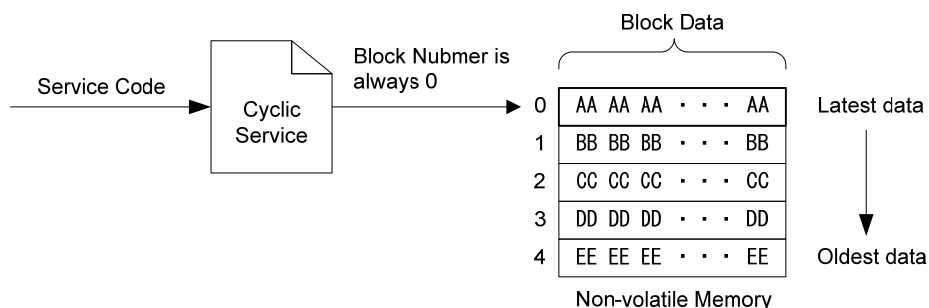 Block Data
Service Code
Cyclic
Service
Block Nubmer is
always 0
0 AA AA AA · · · AA Latest data
1 BB BB BB · · · BB
2 CC CC CC · · · CC
3 DD DD DD · · · DD
4 EE EE EE · · · EE Oldest data
Non-volatile Memory